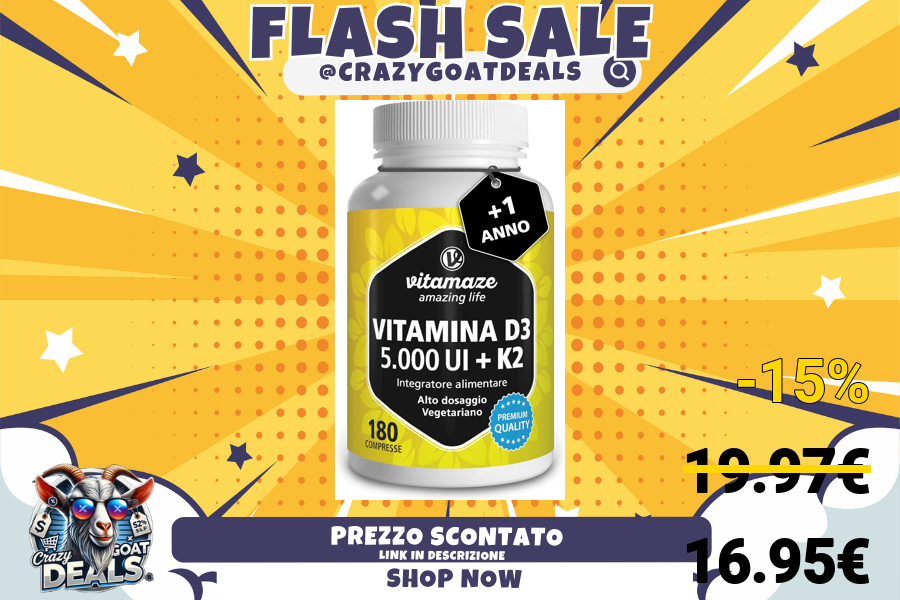 FLASH SALE
@CRAZYGOATDEALS
+1
ANNO
vitamaze
amazing life
VITAMINA D3
5.000 UI + K2
Integratore alimentare
Alto dosaggio
Vegetariano
PREMIUM
QUALITY
180
COMPRESSE
-15%
19.97€
16.95€
PREZZO SCONTATO
LINK IN DESCRIZIONE
SHOP NOW
$
52%
Crazy
GOAT
DEALS